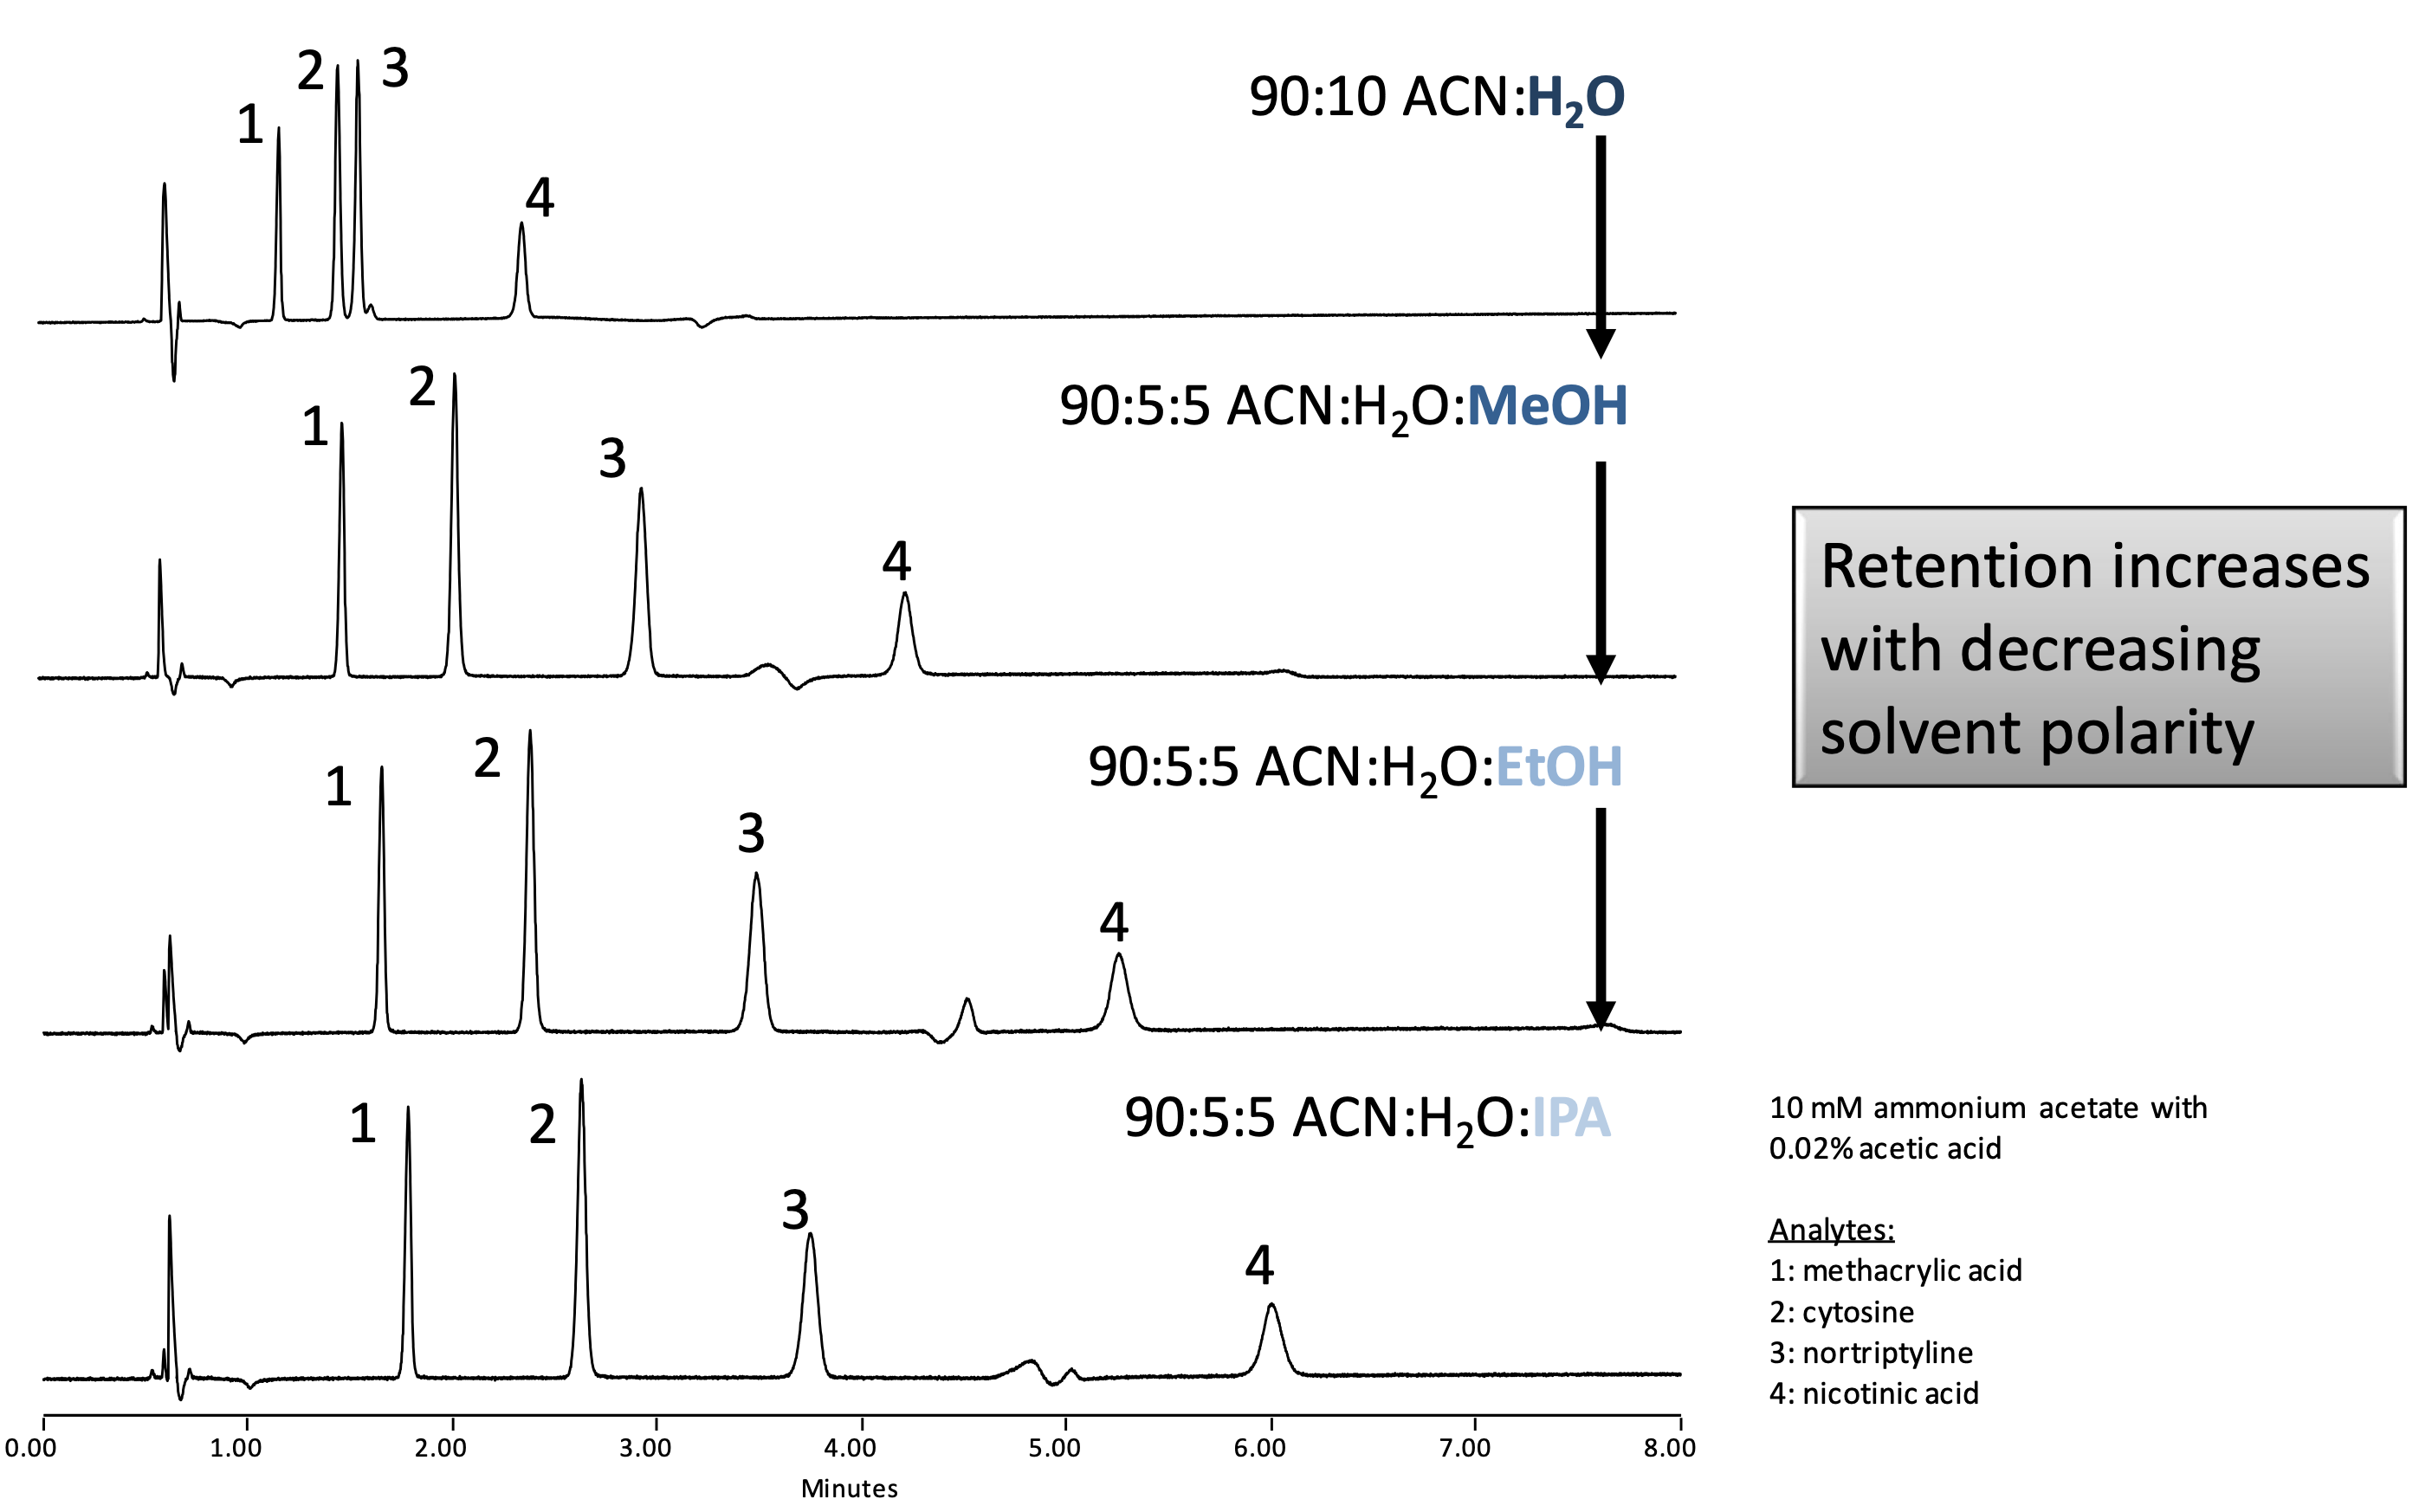 1
2
3
4
90:10 ACN:H₂O
1
2
3
4
90:5:5 ACN:H₂O:MeOH
Retention increases
with decreasing
solvent polarity
1
2
3
4
90:5:5 ACN:H₂O:EtOH
1
2
3
4
90:5:5 ACN:H₂O:IPA
10 mM ammonium acetate with
0.02% acetic acid
Analytes:
1: methacrylic acid
2: cytosine
3: nortriptyline
4: nicotinic acid
0.00 1.00 2.00 3.00 4.00 5.00 6.00 7.00 8.00
Minutes